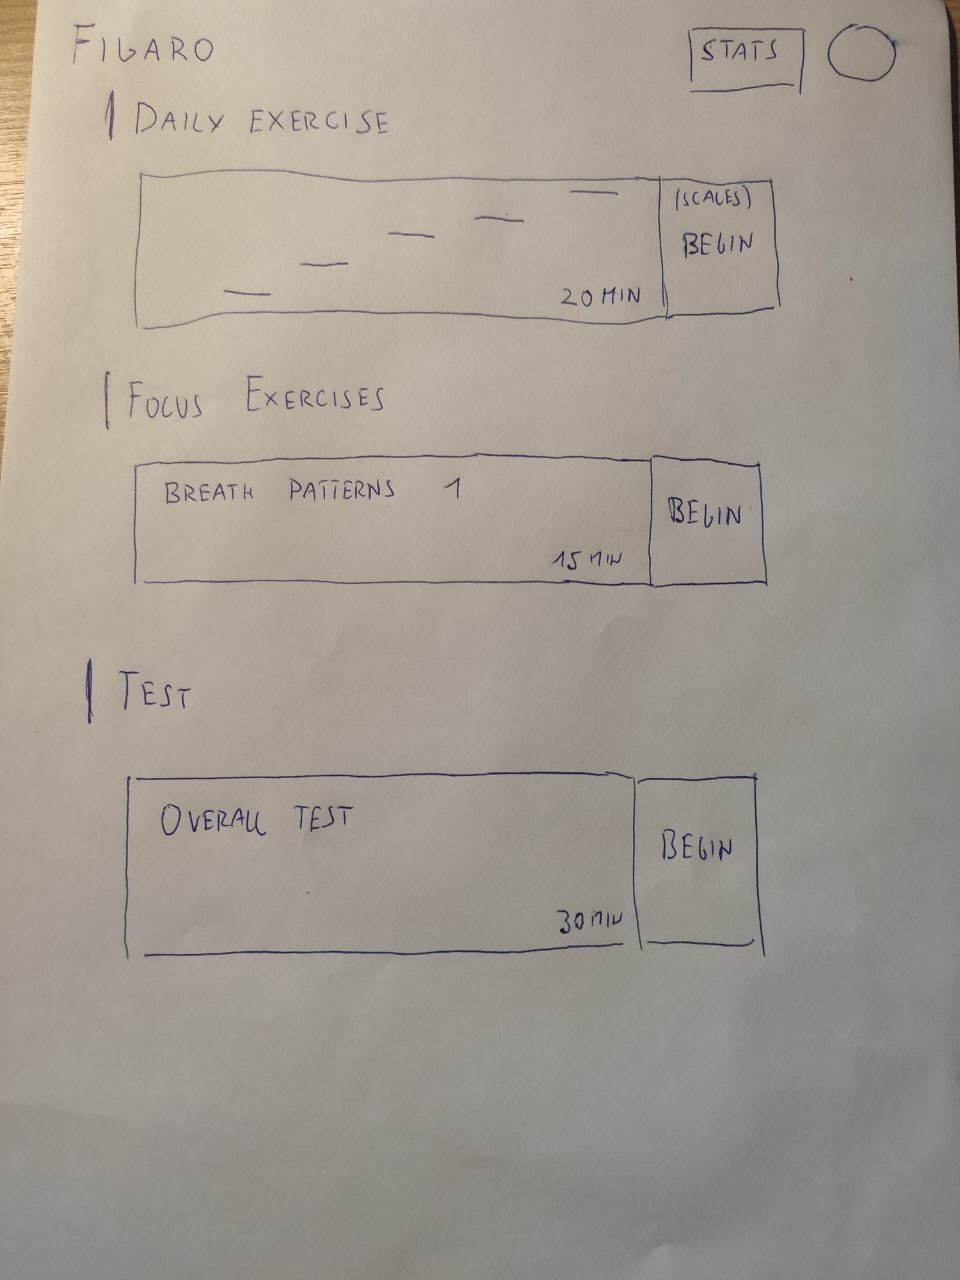 FIGARO
STATS
DAILY EXERCISE
(SCALES)
BEGIN
20 MIN
FOCUS EXERCISES
BREATH PATTERNS 1
BEGIN
15 MIN
TEST
OVERALL TEST
BEGIN
30 MIN